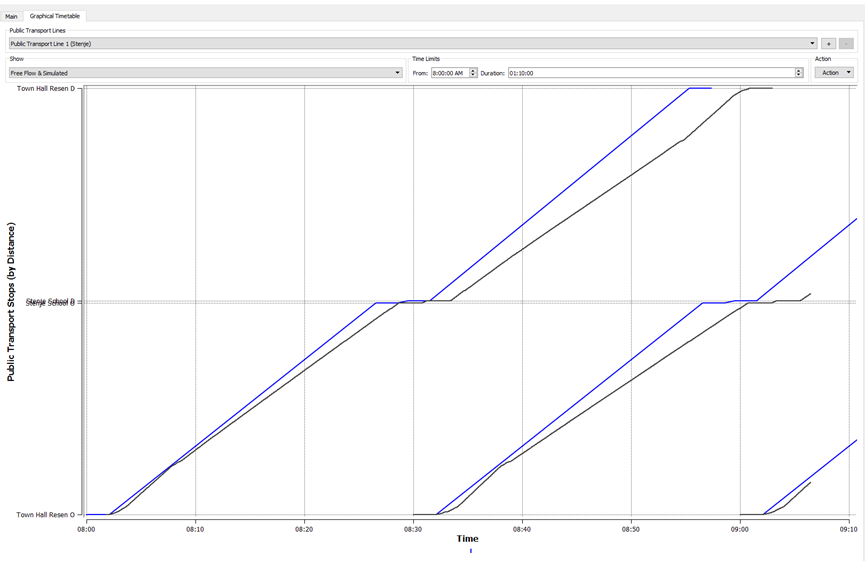 Main Graphical Timetable
Public Transport Lines
Public Transport Line 1 (Stenje)
+ -
Show Time Limits Action
Free Flow & Simulated From: 8:00:00 AM Duration: 01:10:00 Action
Town Hall Resen D
Public Transport Stops (by Distance)
Stenje School D
Stenje School O
Town Hall Resen O
08:00 08:10 08:20 08:30 08:40 08:50 09:00 09:10
Time